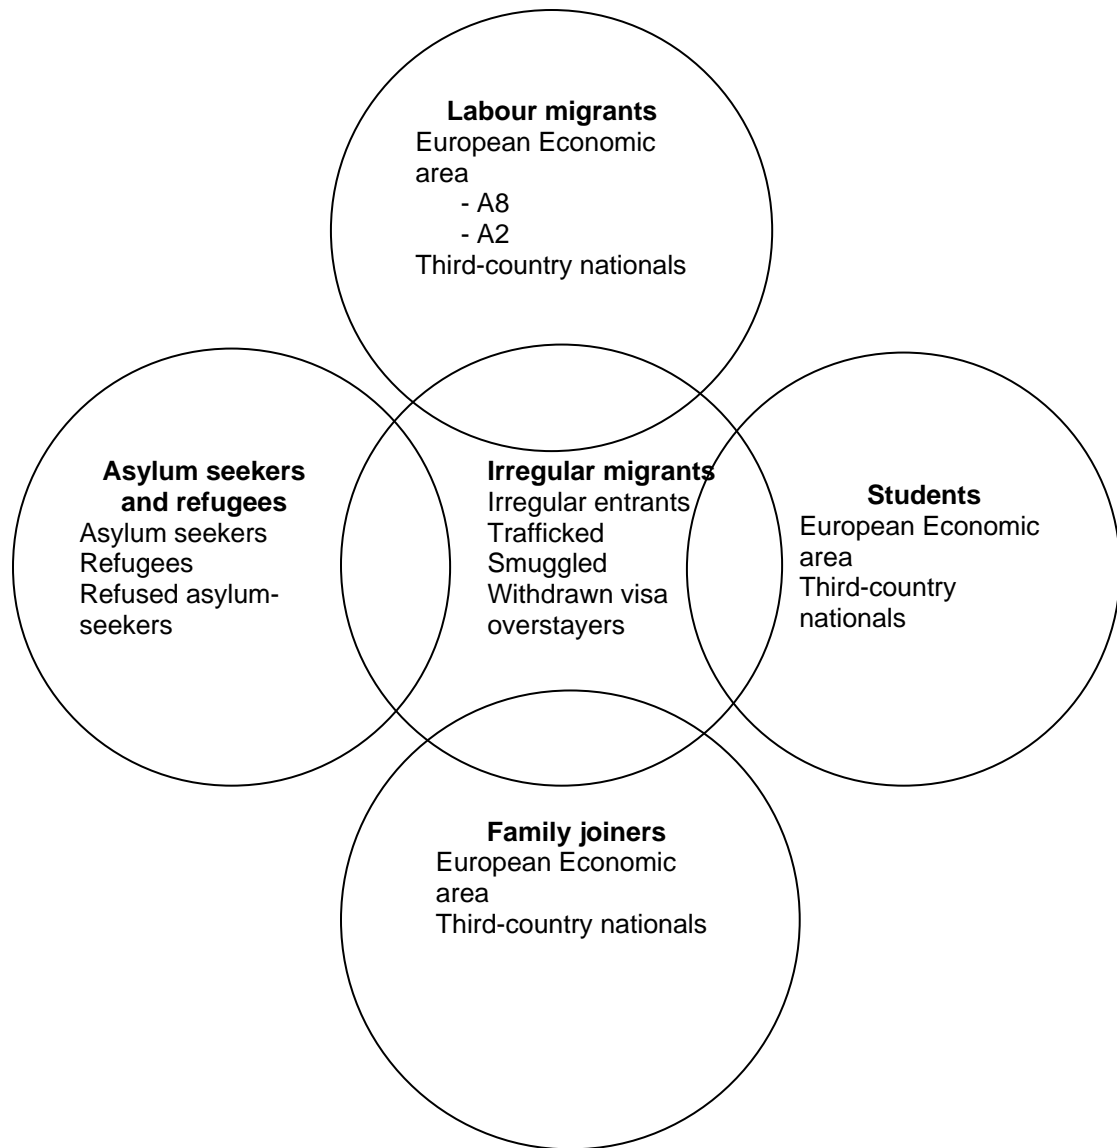 Labour migrants
European Economic
area
- A8
- A2
Third-country nationals
Asylum seekers
and refugees
Asylum seekers
Refugees
Refused asylum-
seekers
Irregular migrants
Irregular entrants
Trafficked
Smuggled
Withdrawn visa
overstayers
Students
European Economic
area
Third-country
nationals
Family joiners
European Economic
area
Third-country nationals